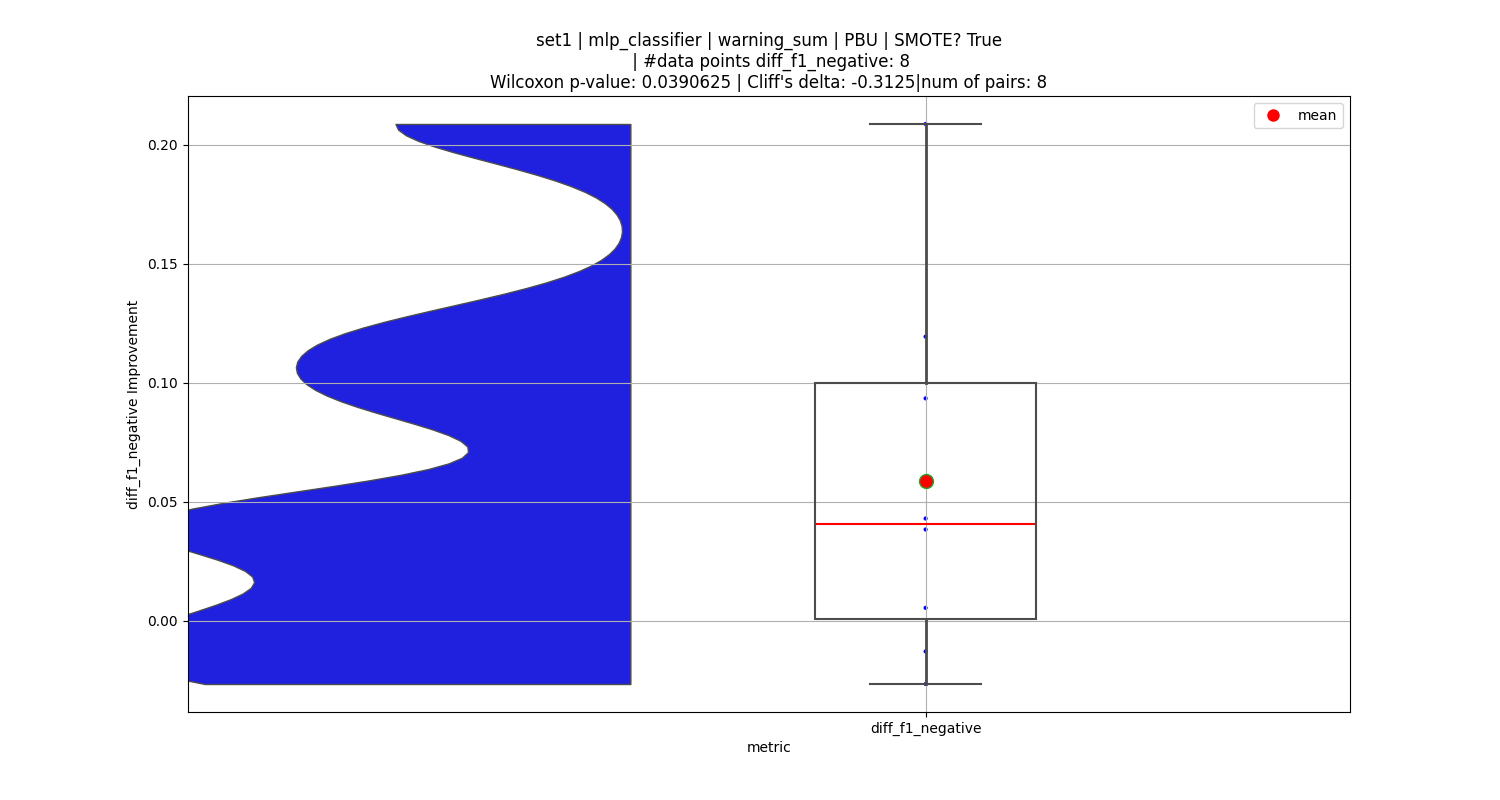 set1 | mlp_classifier | warning_sum | PBU | SMOTE? True
| #data points diff_f1_negative: 8
Wilcoxon p-value: 0.0390625 | Cliff's delta: -0.3125|num of pairs: 8
mean
0.20
0.15
0.10
0.05
0.00
diff_f1_negative Improvement
diff_f1_negative
metric